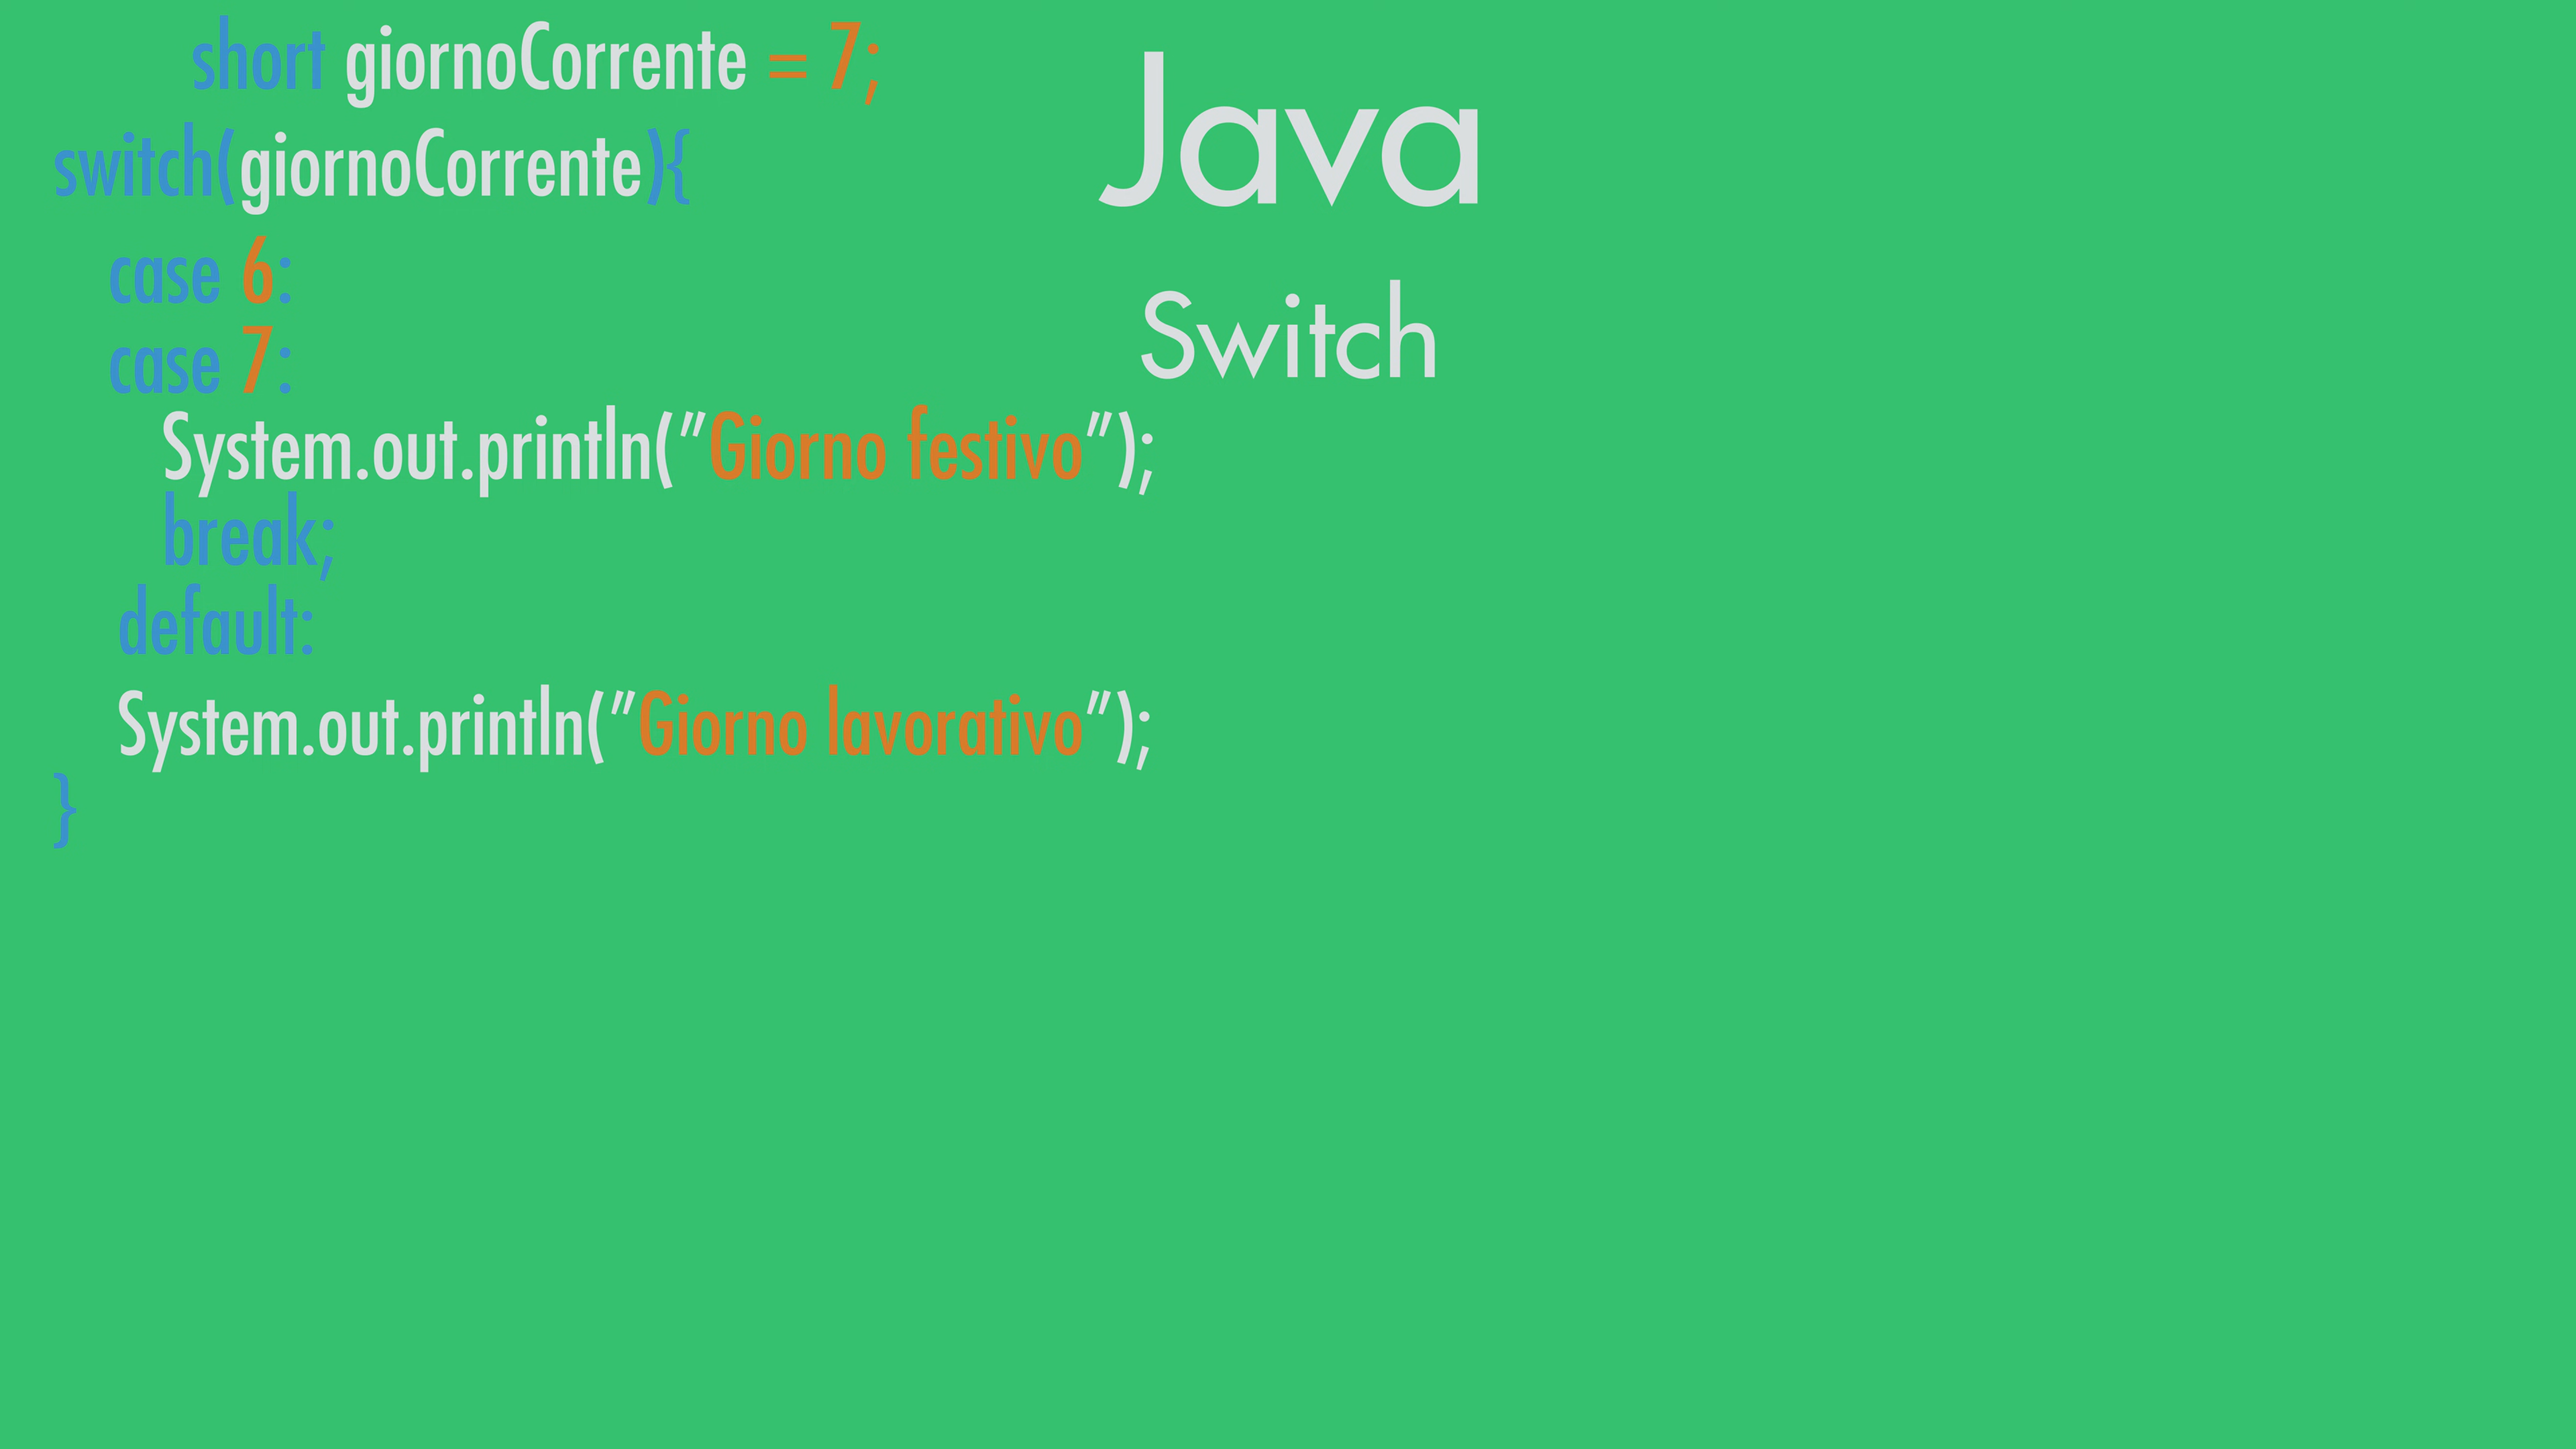 short giornoCorrente = 7;
switch(giornoCorrente){
case 6:
case 7:
System.out.println("Giorno festivo");
break;
default:
System.out.println("Giorno lavorativo");
}
Java
Switch